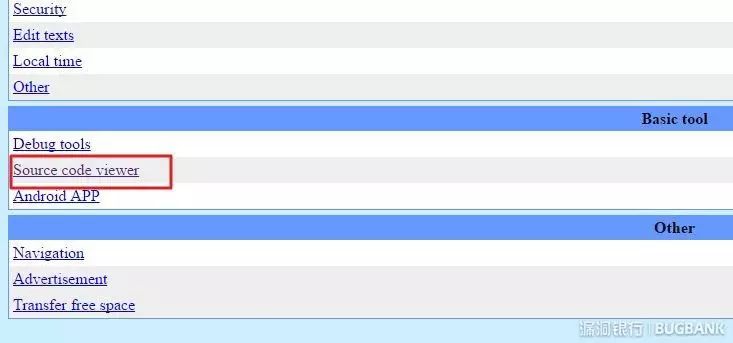 Security
Edit texts
Local time
Other
Basic tool
Debug tools
Source code viewer
Android APP
Other
Navigation
Advertisement
Transfer free space
漏洞银行 | BUGBANK